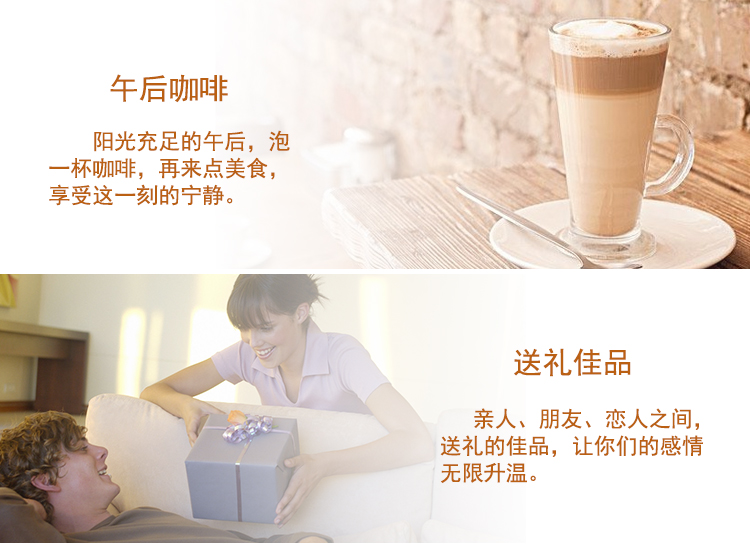 午后咖啡
阳光充足的午后，泡
一杯咖啡，再来点美食，
享受这一刻的宁静。
送礼佳品
亲人、朋友、恋人之间，
送礼的佳品，让你们的感情
无限升温。